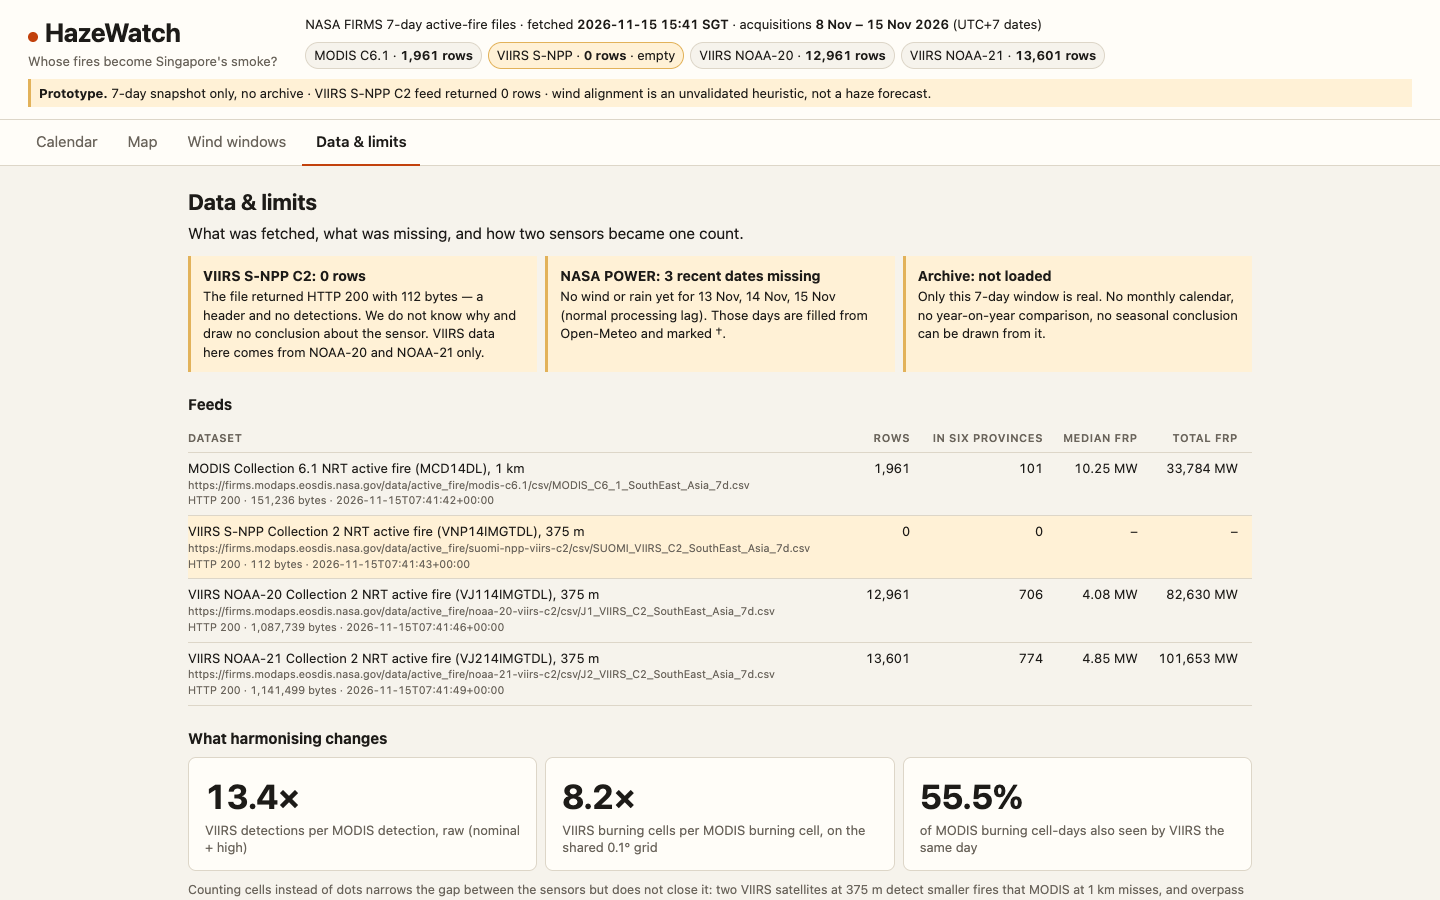 HazeWatch
Whose fires become Singapore's smoke?
NASA FIRMS 7-day active-fire files · fetched 2026-11-15 15:41 SGT · acquisitions 8 Nov – 15 Nov 2026 (UTC+7 dates)
MODIS C6.1 · 1,961 rows
VIIRS S-NPP · 0 rows · empty
VIIRS NOAA-20 · 12,961 rows
VIIRS NOAA-21 · 13,601 rows
Prototype. 7-day snapshot only, no archive · VIIRS S-NPP C2 feed returned 0 rows · wind alignment is an unvalidated heuristic, not a haze forecast.
Calendar
Map
Wind windows
Data & limits
Data & limits
What was fetched, what was missing, and how two sensors became one count.
VIIRS S-NPP C2: 0 rows
The file returned HTTP 200 with 112 bytes — a
header and no detections. We do not know why and
draw no conclusion about the sensor. VIIRS data
here comes from NOAA-20 and NOAA-21 only.
NASA POWER: 3 recent dates missing
No wind or rain yet for 13 Nov, 14 Nov, 15 Nov
(normal processing lag). Those days are filled from
Open-Meteo and marked †.
Archive: not loaded
Only this 7-day window is real. No monthly calendar,
no year-on-year comparison, no seasonal conclusion
can be drawn from it.
Feeds
DATASET ROWS IN SIX PROVINCES MEDIAN FRP TOTAL FRP
MODIS Collection 6.1 NRT active fire (MCD14DL), 1 km 1,961 101 10.25 MW 33,784 MW
https://firms.modaps.eosdis.nasa.gov/data/active_fire/modis-c6.1/csv/MODIS_C6_1_SouthEast_Asia_7d.csv
HTTP 200 · 151,236 bytes · 2026-11-15T07:41:42+00:00
VIIRS S-NPP Collection 2 NRT active fire (VNP14IMGTDL), 375 m 0 0 – –
https://firms.modaps.eosdis.nasa.gov/data/active_fire/suomi-npp-viirs-c2/csv/SUOMI_VIIRS_C2_SouthEast_Asia_7d.csv
HTTP 200 · 112 bytes · 2026-11-15T07:41:43+00:00
VIIRS NOAA-20 Collection 2 NRT active fire (VJ114IMGTDL), 375 m 12,961 706 4.08 MW 82,630 MW
https://firms.modaps.eosdis.nasa.gov/data/active_fire/noaa-20-viirs-c2/csv/J1_VIIRS_C2_SouthEast_Asia_7d.csv
HTTP 200 · 1,087,739 bytes · 2026-11-15T07:41:46+00:00
VIIRS NOAA-21 Collection 2 NRT active fire (VJ214IMGTDL), 375 m 13,601 774 4.85 MW 101,653 MW
https://firms.modaps.eosdis.nasa.gov/data/active_fire/noaa-21-viirs-c2/csv/J2_VIIRS_C2_SouthEast_Asia_7d.csv
HTTP 200 · 1,141,499 bytes · 2026-11-15T07:41:49+00:00
What harmonising changes
13.4×
VIIRS detections per MODIS detection, raw (nominal
+ high)
8.2×
VIIRS burning cells per MODIS burning cell, on the
shared 0.1° grid
55.5%
of MODIS burning cell-days also seen by VIIRS the
same day
Counting cells instead of dots narrows the gap between the sensors but does not close it: two VIIRS satellites at 375 m detect smaller fires that MODIS at 1 km misses, and overpass